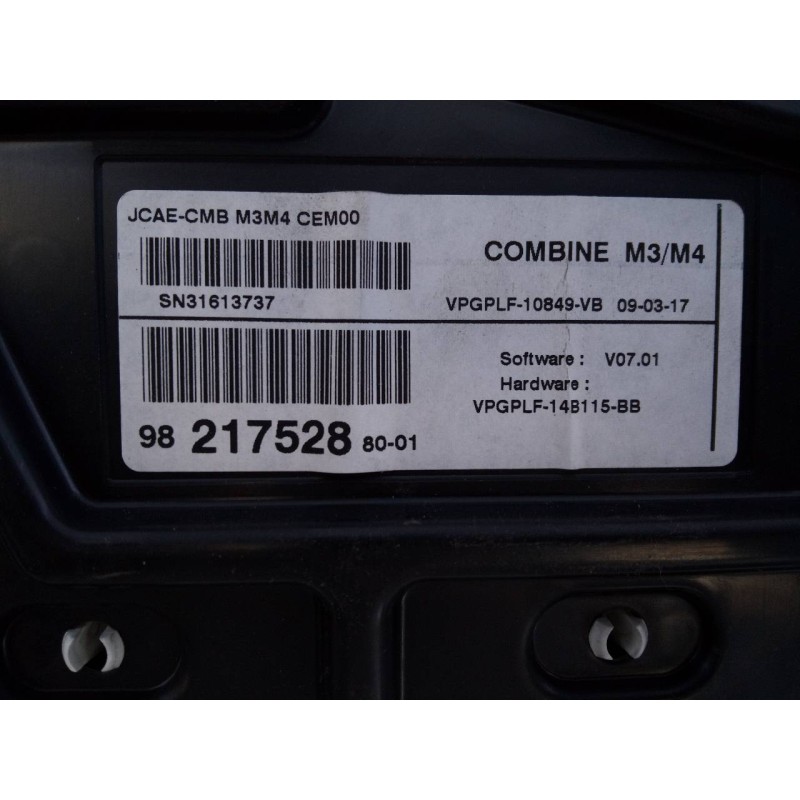 JCAE-CMB M3M4 CEM00
COMBINE M3/M4
SN31613737
VPGPLF-10849-VB 09-03-17
Software : V07.01
Hardware :
VPGPLF-14B115-BB
98 217528 80-01